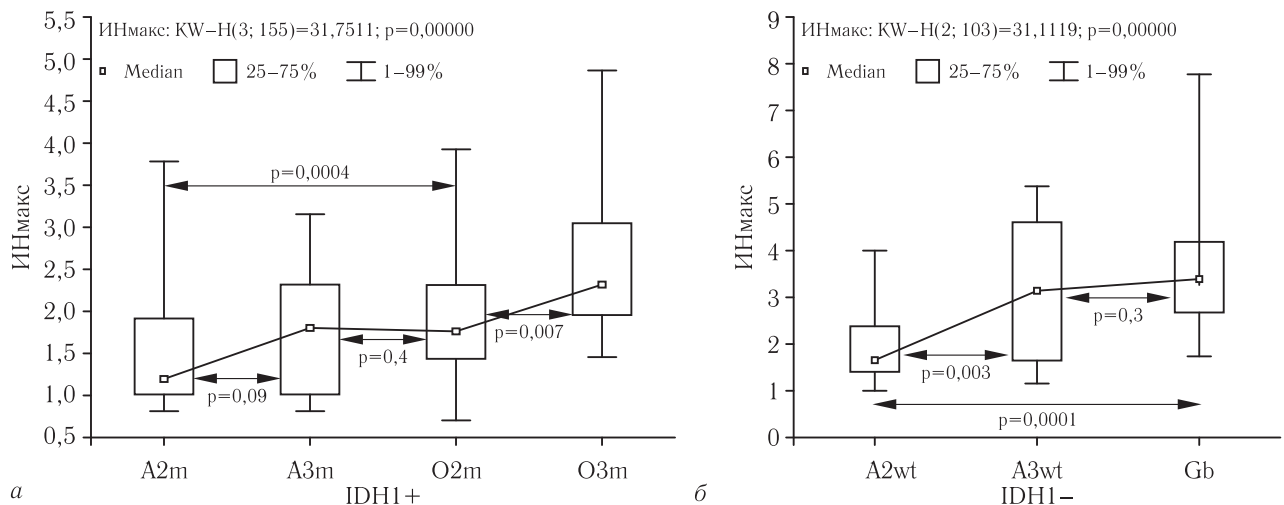 ИНмакс: KW–H(3; 155)=31,7511; p=0,00000
Median 25–75% 1–99%
5,5
5,0
4,5
4,0
3,5
3,0
2,5
2,0
1,5
1,0
0,5
ИНмакс
p=0,0004
p=0,09
p=0,4
p=0,007
A2m A3m O2m O3m
IDH1+
а
ИНмакс: KW–H(2; 103)=31,1119; p=0,00000
Median 25–75% 1–99%
9
8
7
6
5
4
3
2
1
0
ИНмакс
p=0,003
p=0,3
p=0,0001
A2wt A3wt Gb
IDH1–
б